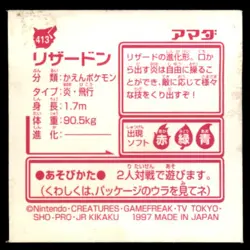 413
リザードン
分類：かえんポケモン
タイプ：炎・飛行
身長：1.7m
体重：90.5kg
進化：
アマダ
リザードの進化形。口か
ら出す炎は自由に操るこ
とができ、敵に応じて様々
な技をくり出すぞ！
出現
ソフト
赤 緑 青
●あそびかた● 2人対戦で遊びます。
(くわしくは、パッケージのウラを見てネ)
©Nintendo・CREATURES・GAMEFREAK・TV TOKYO・
SHO-PRO・JR KIKAKU 1997 MADE IN JAPAN